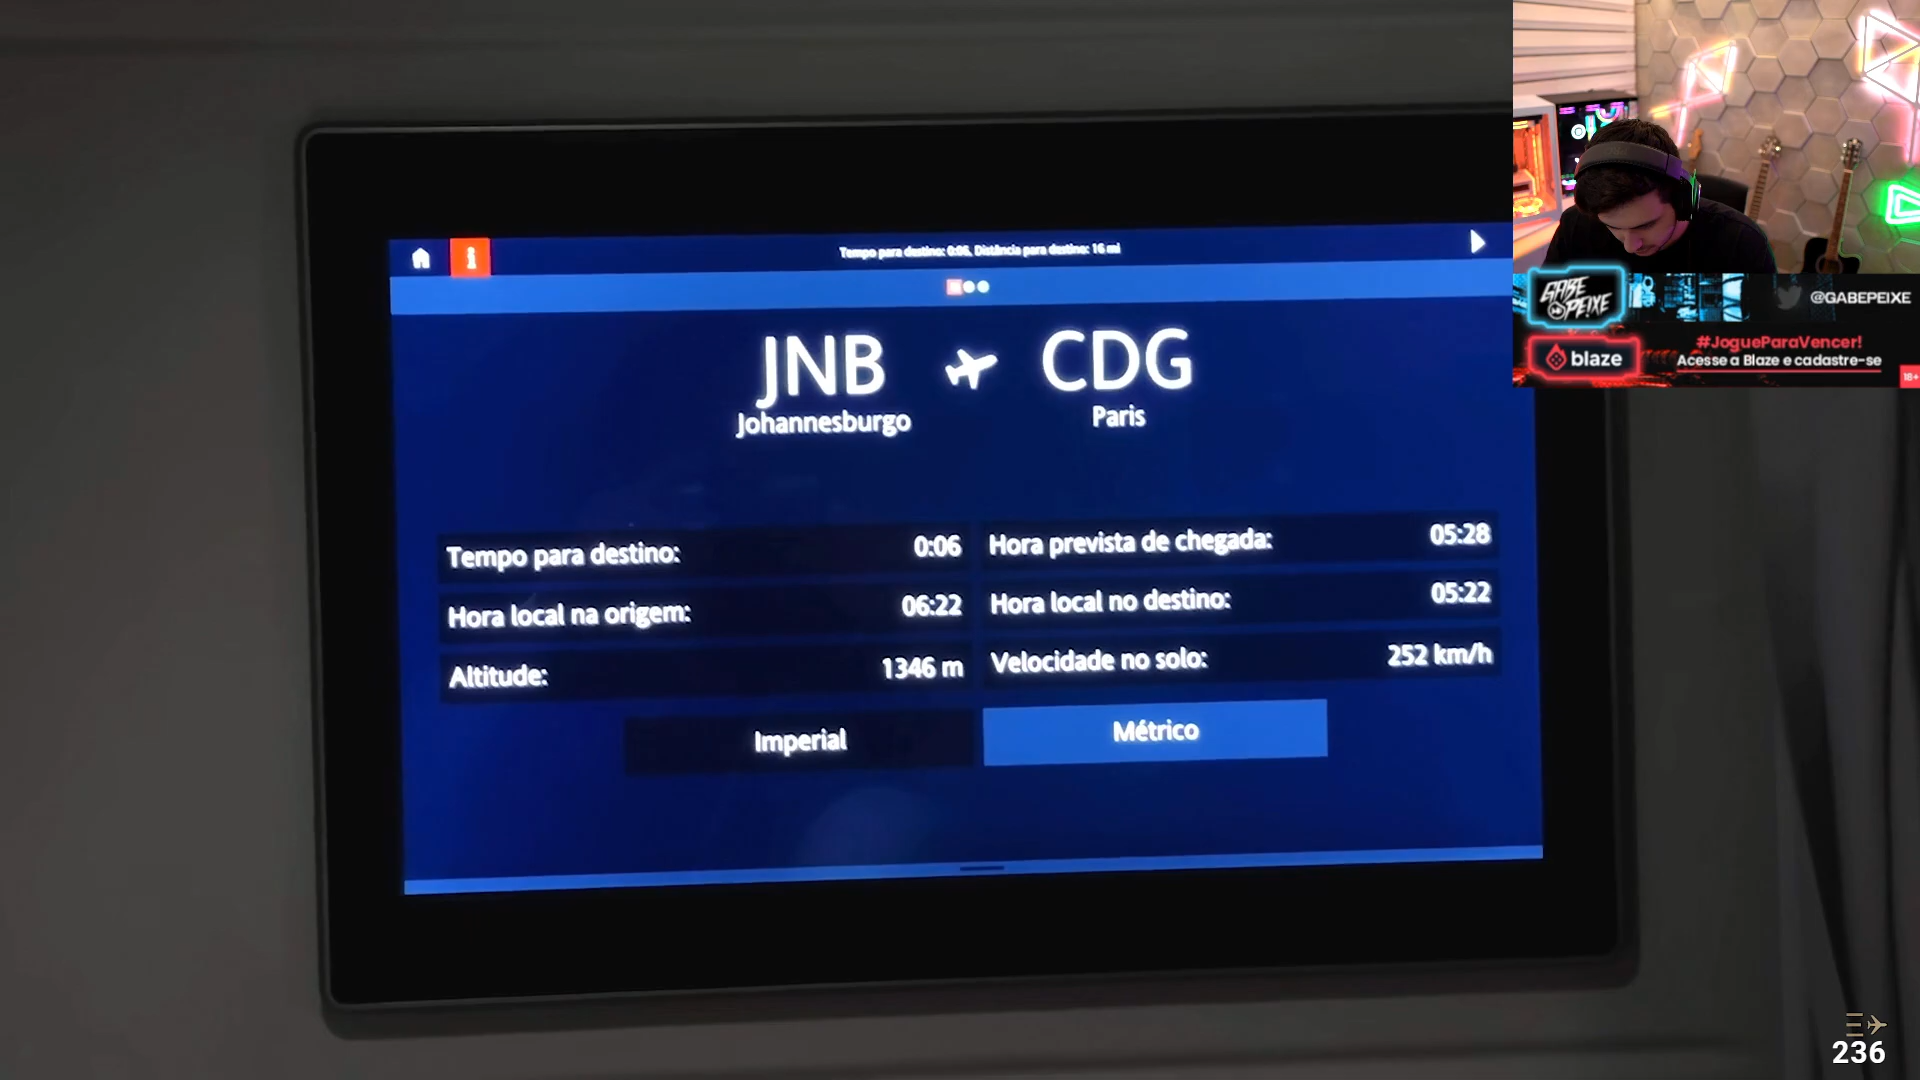 Tempo para destino: 0:06, Distância para destino: 16 mi
JNB CDG
Johannesburgo Paris
Tempo para destino: 0:06 Hora prevista de chegada: 05:28
Hora local na origem: 06:22 Hora local no destino: 05:22
Altitude: 1346 m Velocidade no solo: 252 km/h
Imperial Métrico
GABE PEIXE
@GABEPEIXE
blaze
#JogueParaVencer!
Acesse a Blaze e cadastre-se
18+
236